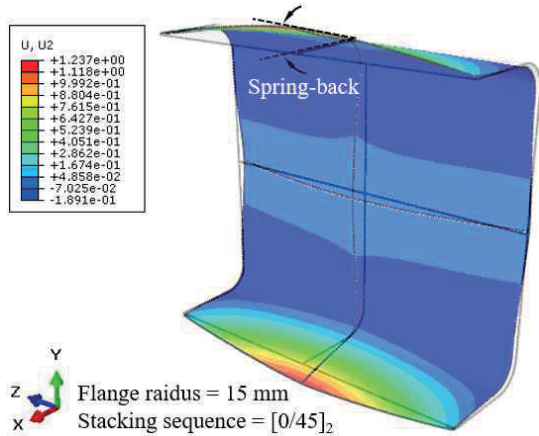 U, U2
+1.237e+00
+1.118e+00
+9.992e-01
+8.804e-01
+7.615e-01
+6.427e-01
+5.239e-01
+4.051e-01
+2.862e-01
+1.674e-01
+4.858e-02
-7.025e-02
-1.891e-01
Spring-back
Y
Z
X
Flange raidus = 15 mm
Stacking sequence = [0/45]₂